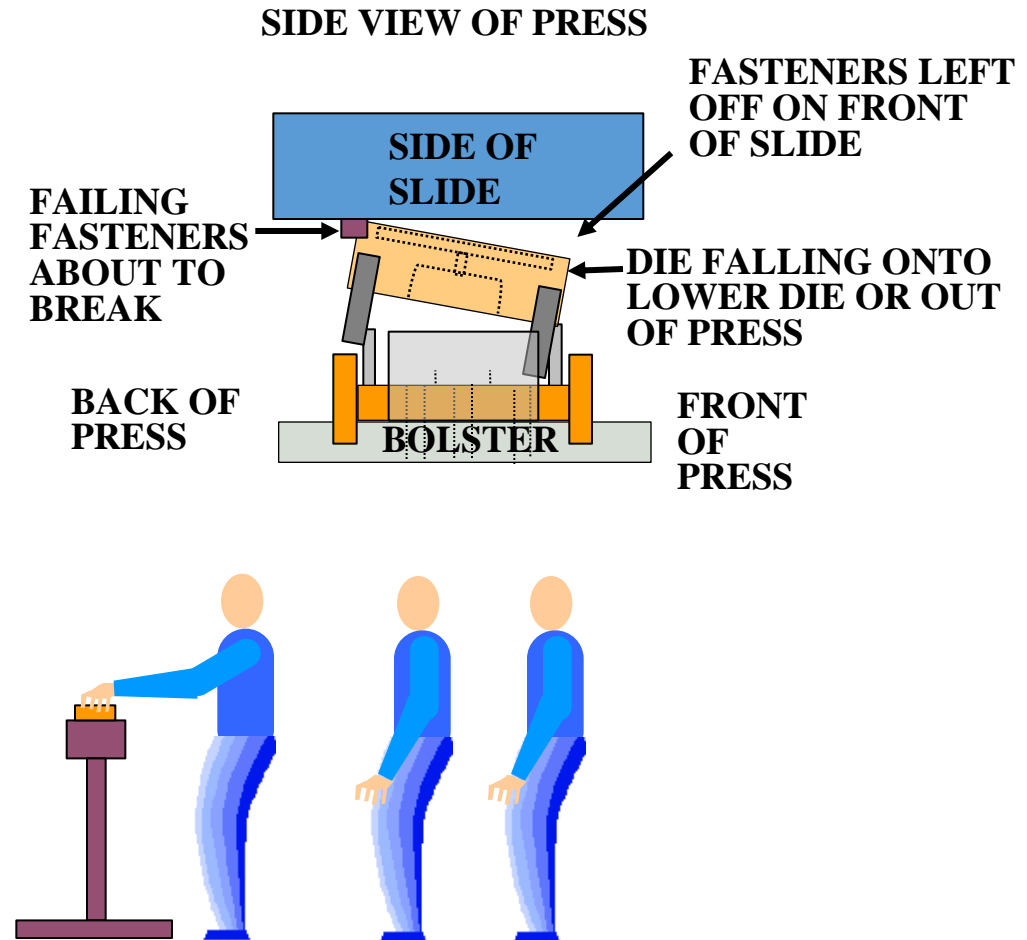 SIDE VIEW OF PRESS
FASTENERS LEFT
OFF ON FRONT
OF SLIDE
SIDE OF
SLIDE
FAILING
FASTENERS
ABOUT TO
BREAK
DIE FALLING ONTO
LOWER DIE OR OUT
OF PRESS
BACK OF
PRESS
BOLSTER
FRONT
OF
PRESS